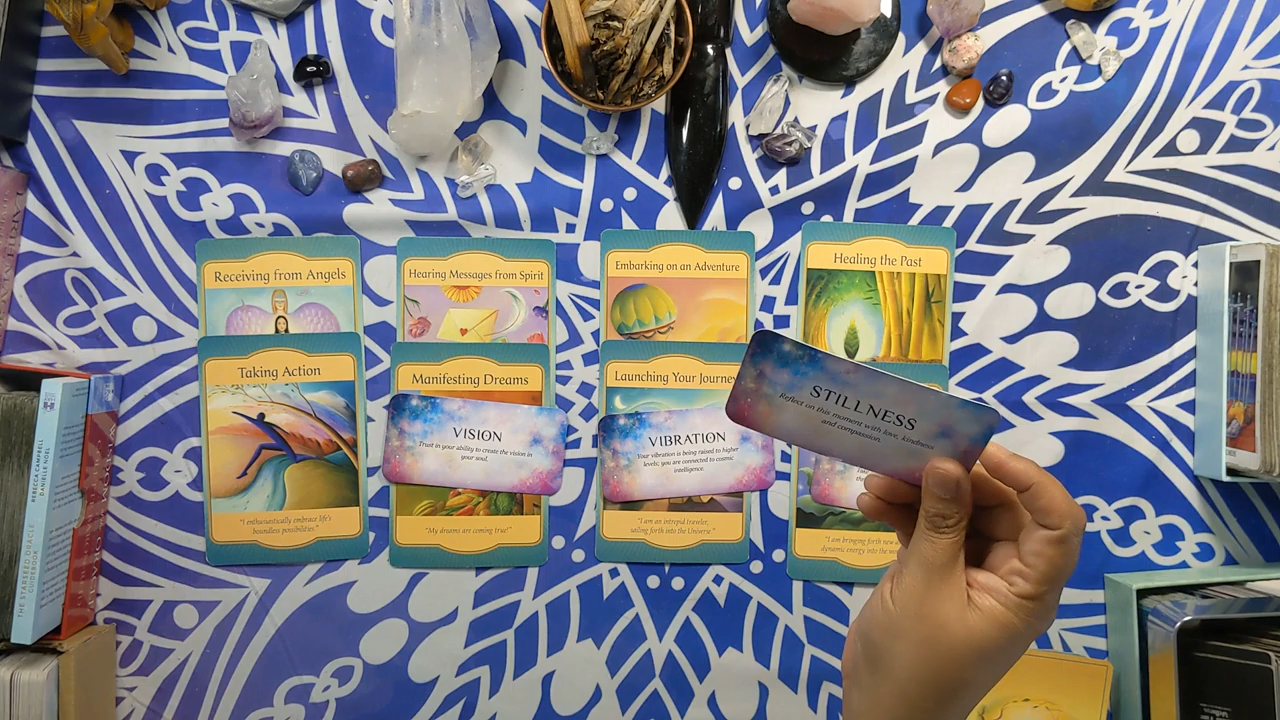 Receiving from Angels
Hearing Messages from Spirit
Embarking on an Adventure
Healing the Past
Taking Action
"I enthusiastically embrace life's
boundless possibilities."
Manifesting Dreams
VISION
Trust in your ability to create the vision in
your soul.
"My dreams are coming true!"
Launching Your Journey
VIBRATION
Your vibration is being raised to higher
levels; you are connected to cosmic
intelligence.
"I am an intrepid traveler,
sailing forth into the Universe."
STILLNESS
Reflect on this moment with love, kindness
and compassion.
Take
"I am bringing forth new
dynamic energy into the
REBECCA CAMPBELL
DANIELLE NOEL
THE STARSEED ORACLE
GUIDEBOOK